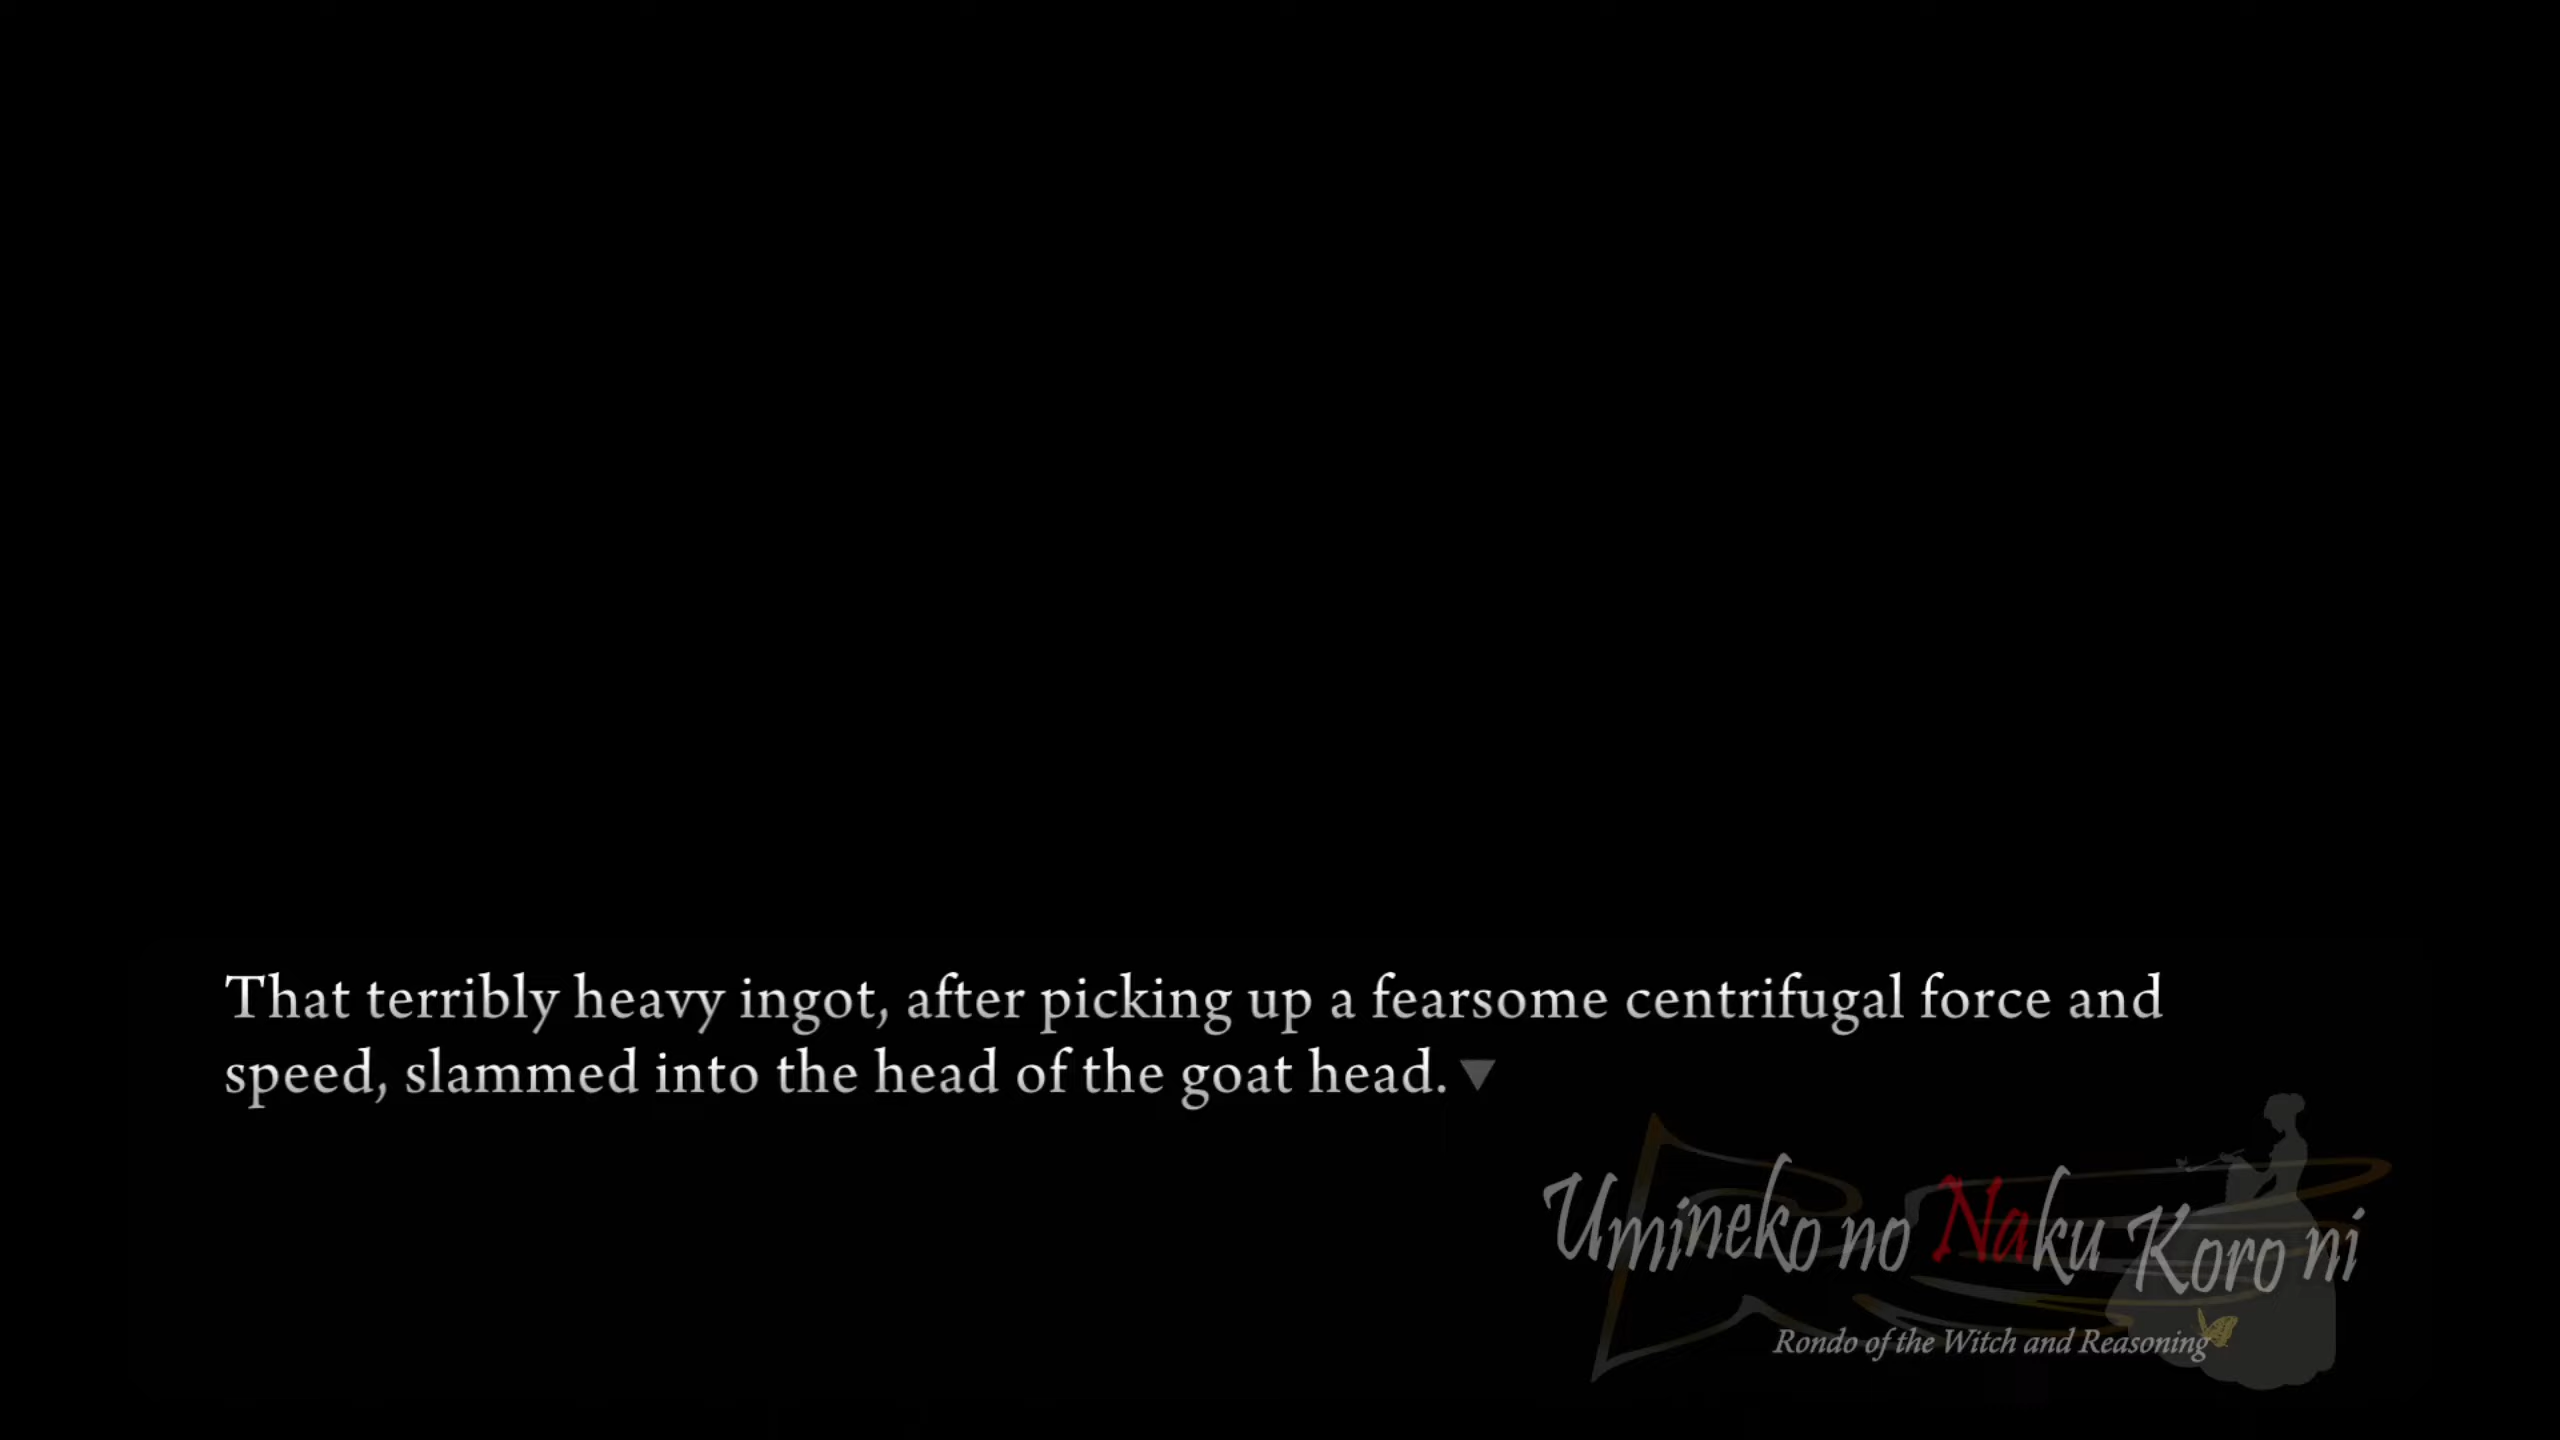 That terribly heavy ingot, after picking up a fearsome centrifugal force and
speed, slammed into the head of the goat head.
Umineko no Naku Koro ni
Rondo of the Witch and Reasoning